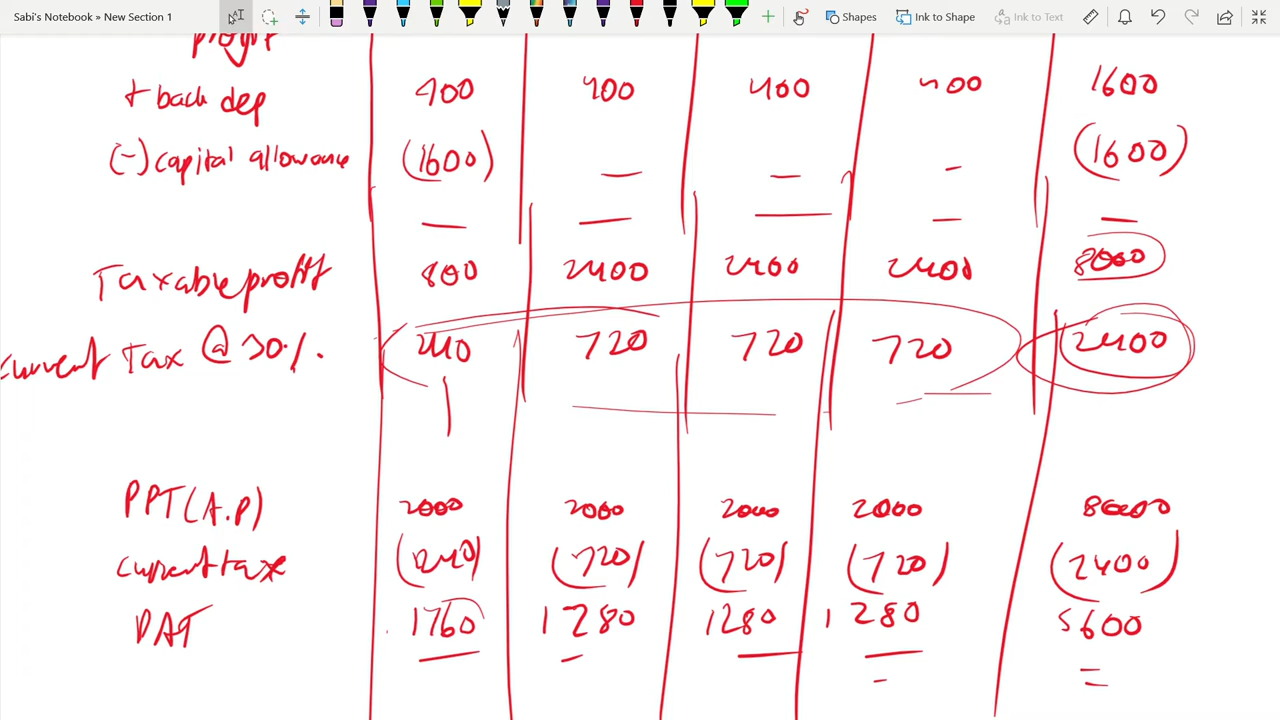 Sabi's Notebook » New Section 1 Shapes Ink to Shape Ink to Text
profit
+ back dep 400 400 400 400 1600
(-) capital allowance (1600) — — - (1600)
Taxable profit 800 2400 2400 2400 8000
Current Tax @ 30%. 240 720 720 720 2400
PPT (A.P) 2000 2000 2000 2000 8000
current tax (240) (720) (720) (720) (2400)
PAT 1760 1280 1280 1280 5600